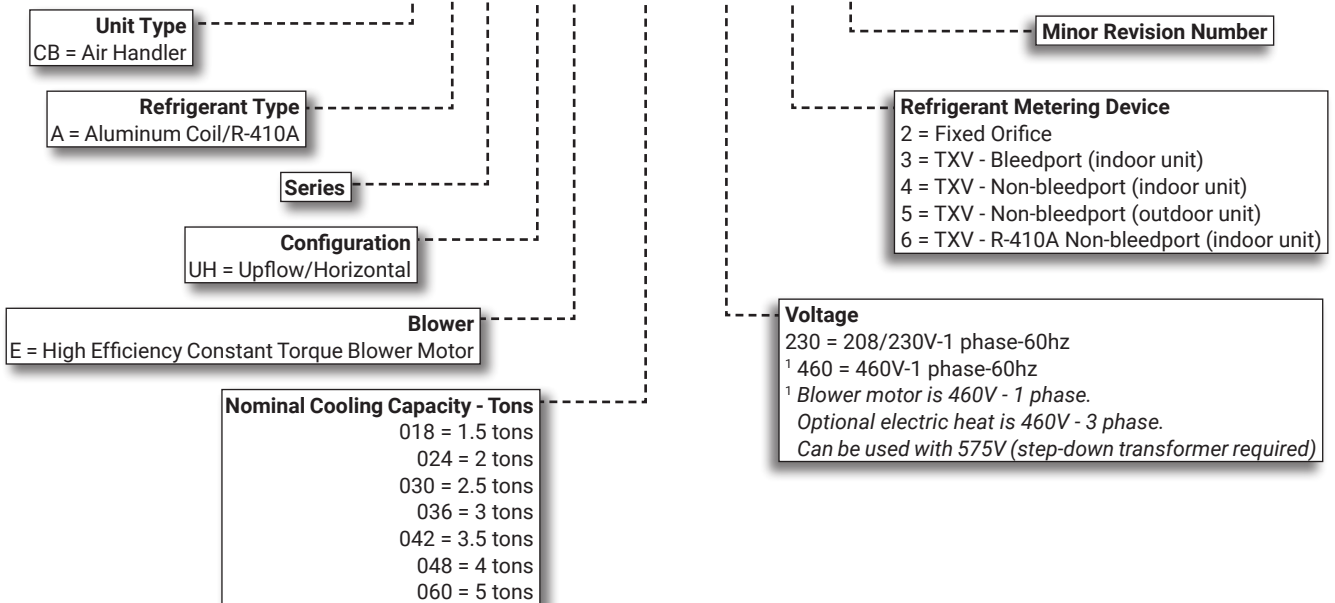 Unit Type
CB = Air Handler
Refrigerant Type
A = Aluminum Coil/R-410A
Series
Configuration
UH = Upflow/Horizontal
Blower
E = High Efficiency Constant Torque Blower Motor
Nominal Cooling Capacity - Tons
018 = 1.5 tons
024 = 2 tons
030 = 2.5 tons
036 = 3 tons
042 = 3.5 tons
048 = 4 tons
060 = 5 tons
Minor Revision Number
Refrigerant Metering Device
2 = Fixed Orifice
3 = TXV - Bleedport (indoor unit)
4 = TXV - Non-bleedport (indoor unit)
5 = TXV - Non-bleedport (outdoor unit)
6 = TXV - R-410A Non-bleedport (indoor unit)
Voltage
230 = 208/230V-1 phase-60hz
¹ 460 = 460V-1 phase-60hz
¹ Blower motor is 460V - 1 phase.
Optional electric heat is 460V - 3 phase.
Can be used with 575V (step-down transformer required)